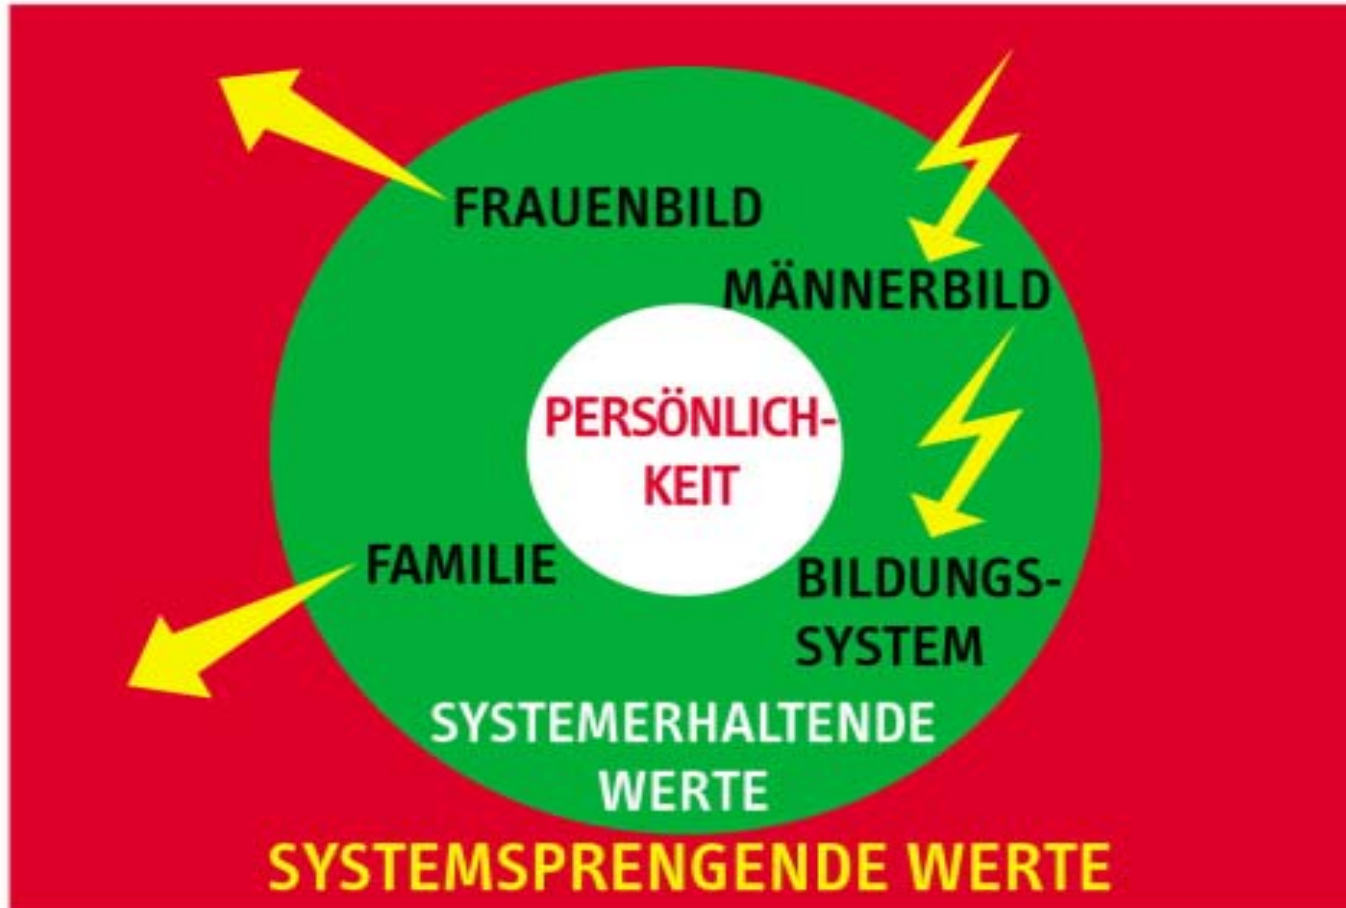 FRAUENBILD
MÄNNERBILD
PERSÖNLICH-
KEIT
FAMILIE
BILDUNGS-
SYSTEM
SYSTEMERHALTENDE
WERTE
SYSTEMSPRENGENDE WERTE